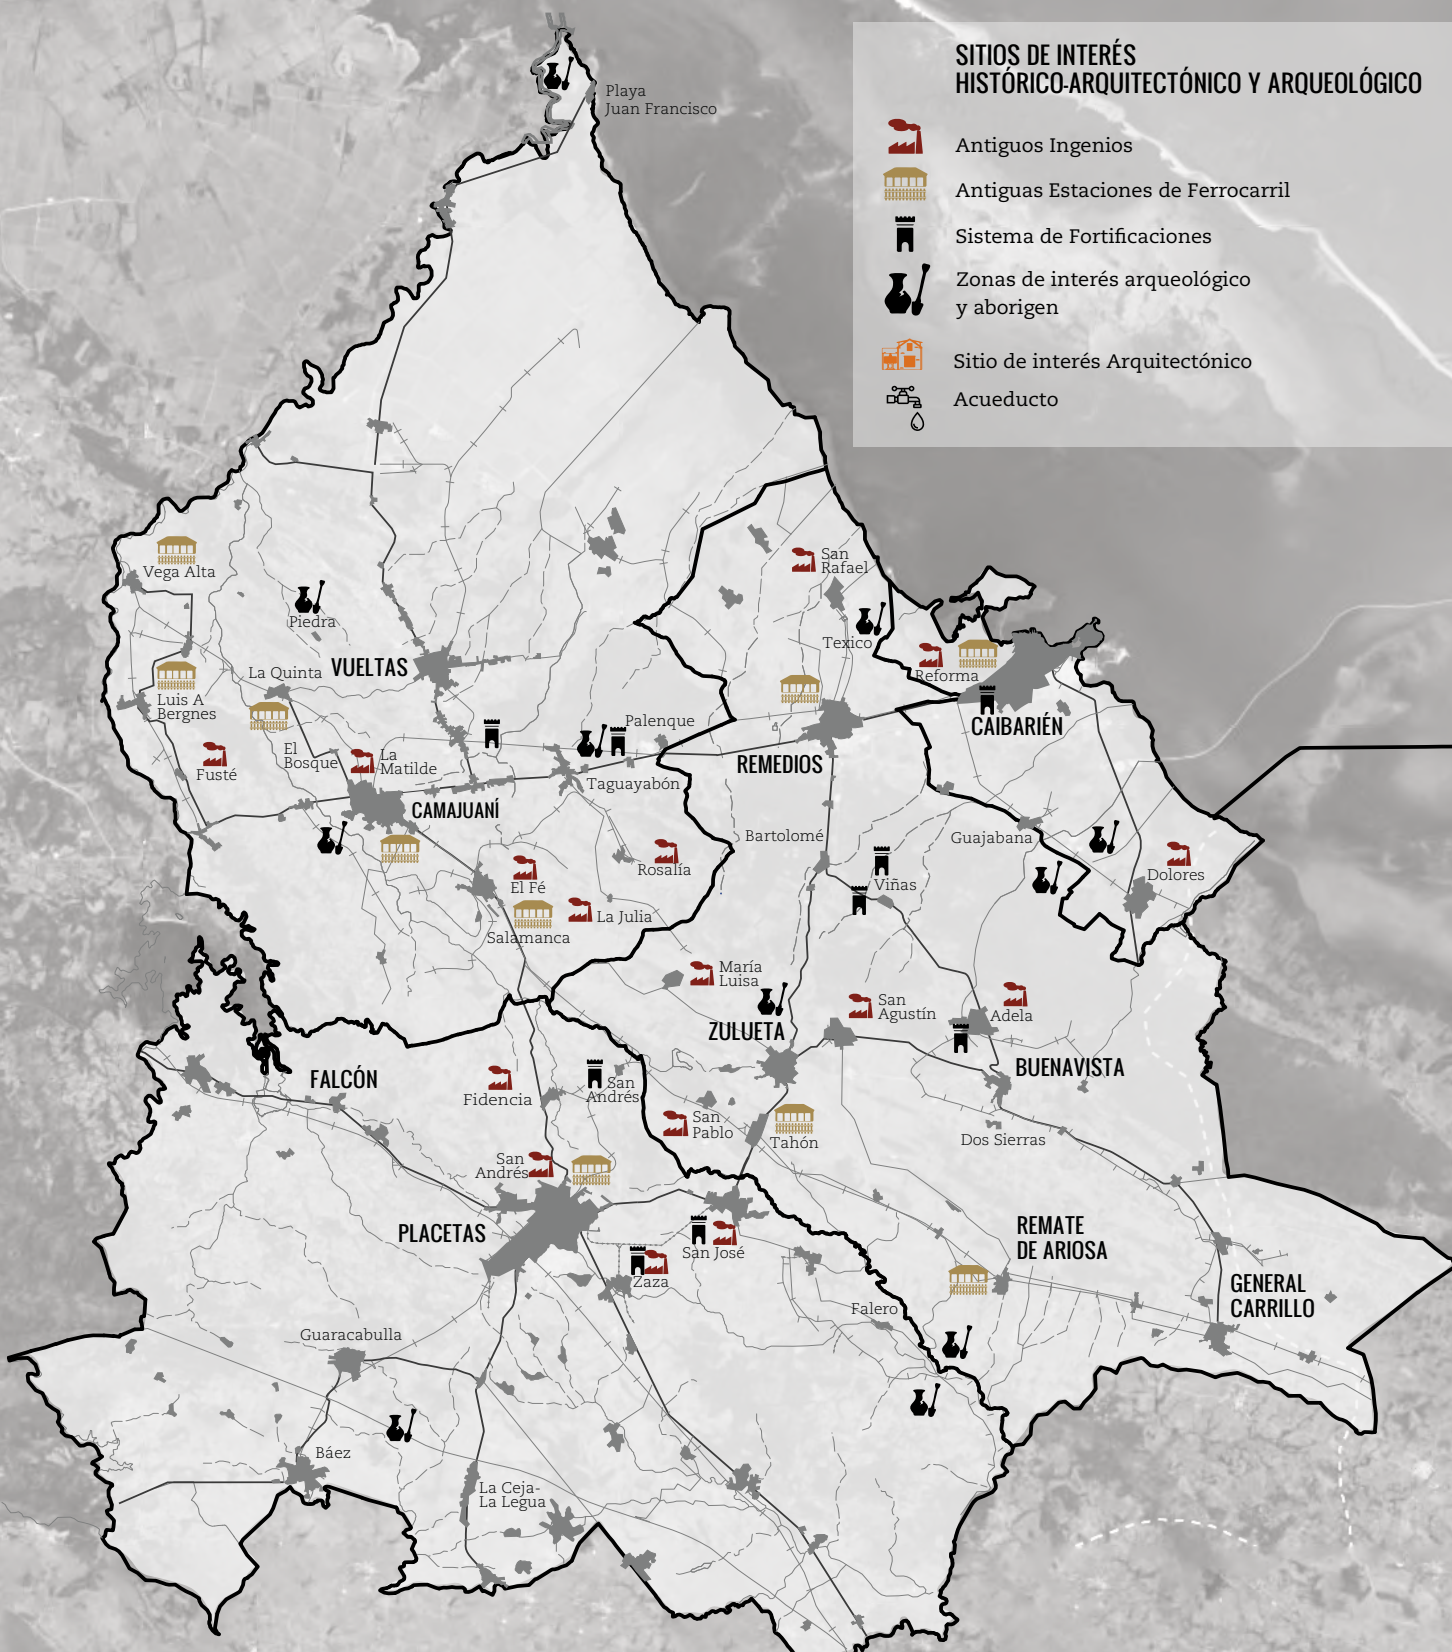 SITIOS DE INTERÉS
HISTÓRICO-ARQUITECTÓNICO Y ARQUEOLÓGICO
Antiguos Ingenios
Antiguas Estaciones de Ferrocarril
Sistema de Fortificaciones
Zonas de interés arqueológico
y aborigen
Sitio de interés Arquitectónico
Acueducto
Playa
Juan Francisco
Vega Alta
Piedra
San
Rafael
Texico
Reforma
La Quinta
VUELTAS
Luis A
Bergnes
Palenque
CAIBARIÉN
El
Bosque
La
Matilde
Fusté
REMEDIOS
Taguayabón
CAMAJUANÍ
Bartolomé
Guajabana
Rosalía
Dolores
El Fé
Viñas
La Julia
Salamanca
María
Luisa
San
Agustín
Adela
ZULUETA
BUENAVISTA
FALCÓN
Fidencia
San
Andrés
San
Pablo
Tahón
Dos Sierras
San
Andrés
PLACETAS
REMATE
DE ARIOSA
San José
Zaza
GENERAL
CARRILLO
Falero
Guaracabulla
Báez
La Ceja-
La Legua